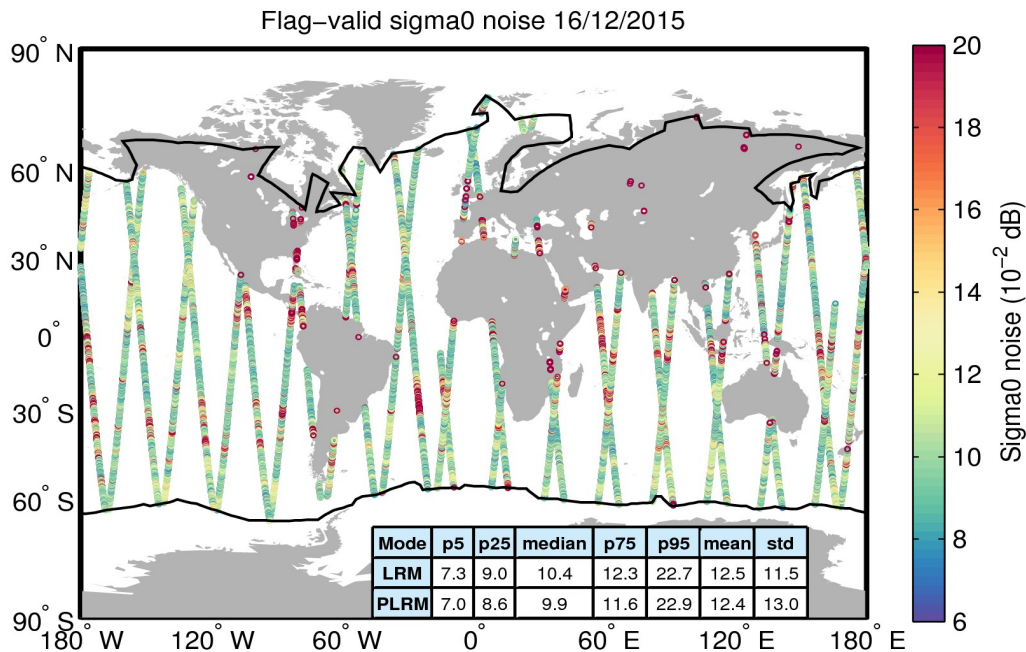 Flag−valid sigma0 noise 16/12/2015
90° N
60° N
30° N
0°
30° S
60° S
90° S
180° W
120° W
60° W
0°
60° E
120° E
180° E
Mode p5 p25 median p75 p95 mean std
LRM 7.3 9.0 10.4 12.3 22.7 12.5 11.5
PLRM 7.0 8.6 9.9 11.6 22.9 12.4 13.0
20
18
16
14
12
10
8
6
Sigma0 noise (10⁻² dB)